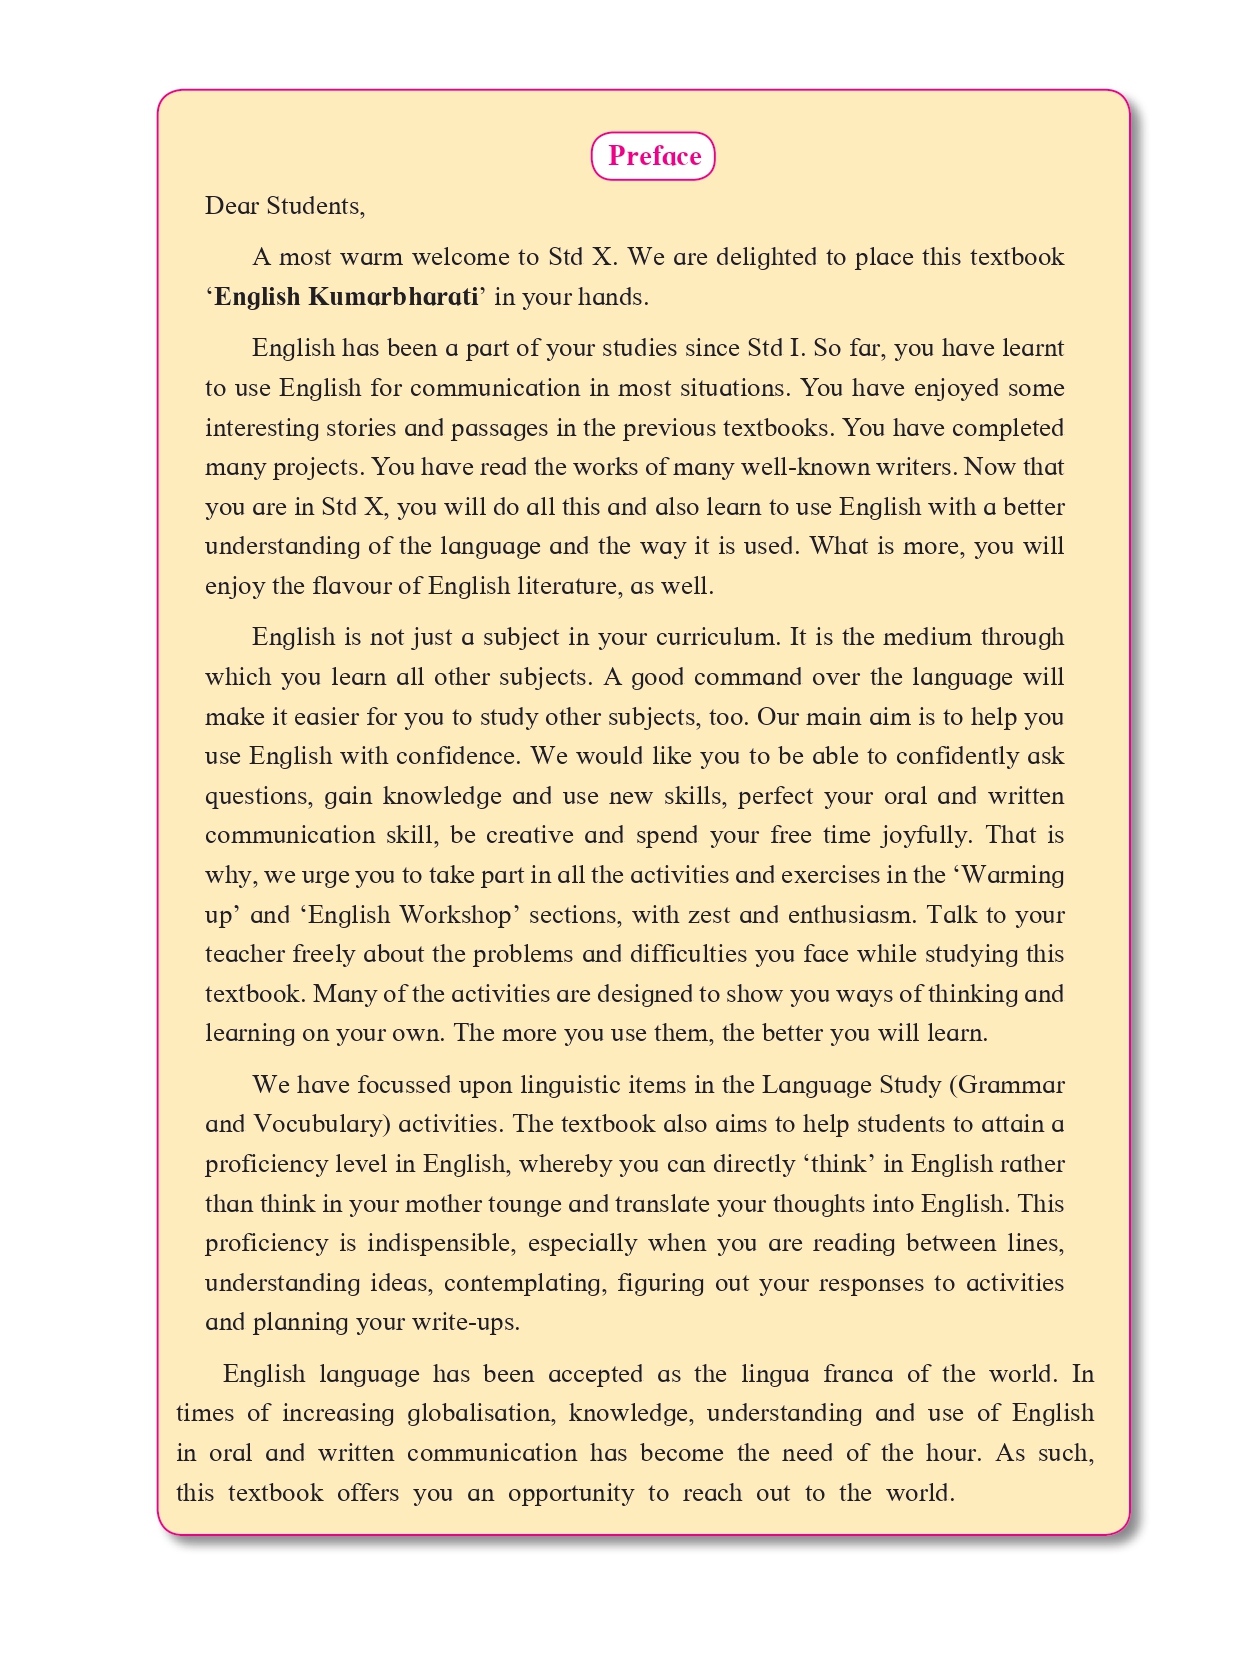 Preface
Dear Students,
A most warm welcome to Std X. We are delighted to place this textbook
‘English Kumarbharati’ in your hands.
English has been a part of your studies since Std I. So far, you have learnt
to use English for communication in most situations. You have enjoyed some
interesting stories and passages in the previous textbooks. You have completed
many projects. You have read the works of many well-known writers. Now that
you are in Std X, you will do all this and also learn to use English with a better
understanding of the language and the way it is used. What is more, you will
enjoy the flavour of English literature, as well.
English is not just a subject in your curriculum. It is the medium through
which you learn all other subjects. A good command over the language will
make it easier for you to study other subjects, too. Our main aim is to help you
use English with confidence. We would like you to be able to confidently ask
questions, gain knowledge and use new skills, perfect your oral and written
communication skill, be creative and spend your free time joyfully. That is
why, we urge you to take part in all the activities and exercises in the ‘Warming
up’ and ‘English Workshop’ sections, with zest and enthusiasm. Talk to your
teacher freely about the problems and difficulties you face while studying this
textbook. Many of the activities are designed to show you ways of thinking and
learning on your own. The more you use them, the better you will learn.
We have focussed upon linguistic items in the Language Study (Grammar
and Vocubulary) activities. The textbook also aims to help students to attain a
proficiency level in English, whereby you can directly ‘think’ in English rather
than think in your mother tounge and translate your thoughts into English. This
proficiency is indispensible, especially when you are reading between lines,
understanding ideas, contemplating, figuring out your responses to activities
and planning your write-ups.
English language has been accepted as the lingua franca of the world. In
times of increasing globalisation, knowledge, understanding and use of English
in oral and written communication has become the need of the hour. As such,
this textbook offers you an opportunity to reach out to the world.